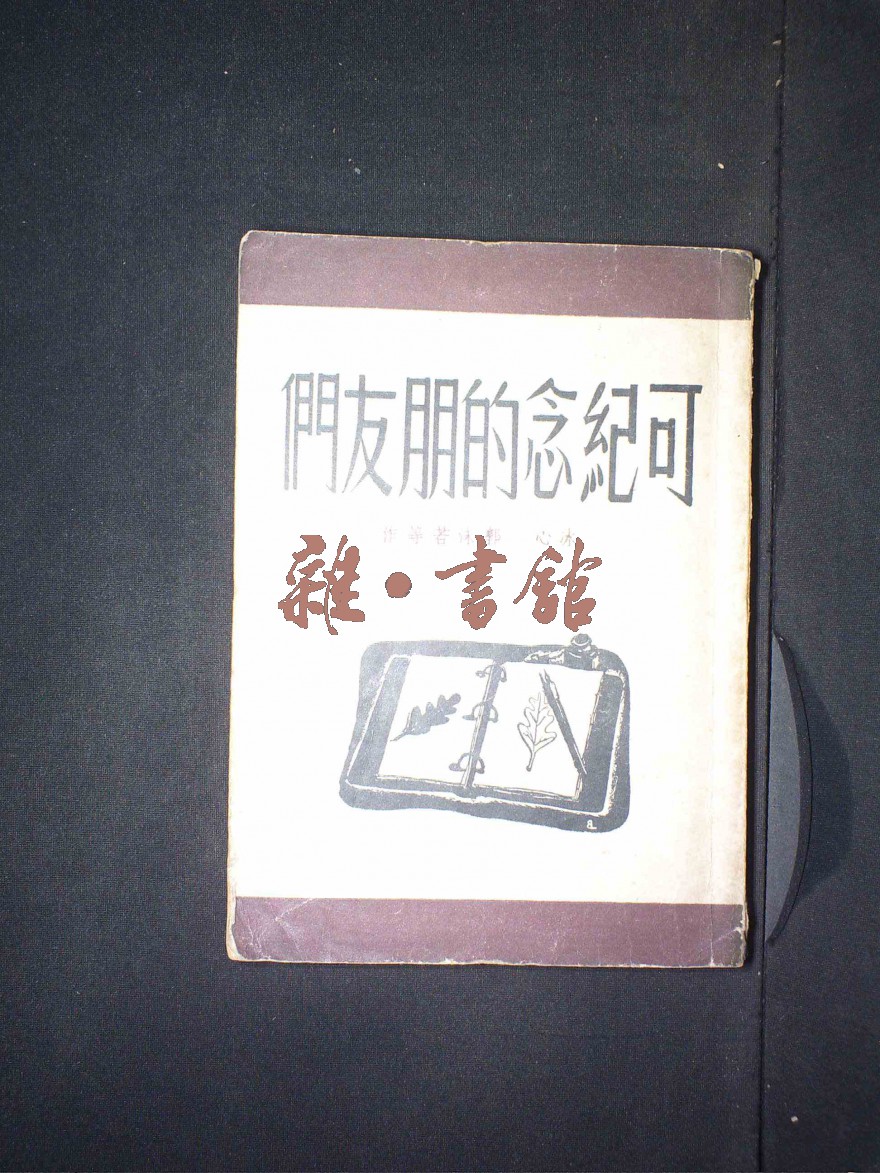 可紀念的朋友們
冰心 郭沫若等作
雜·書館